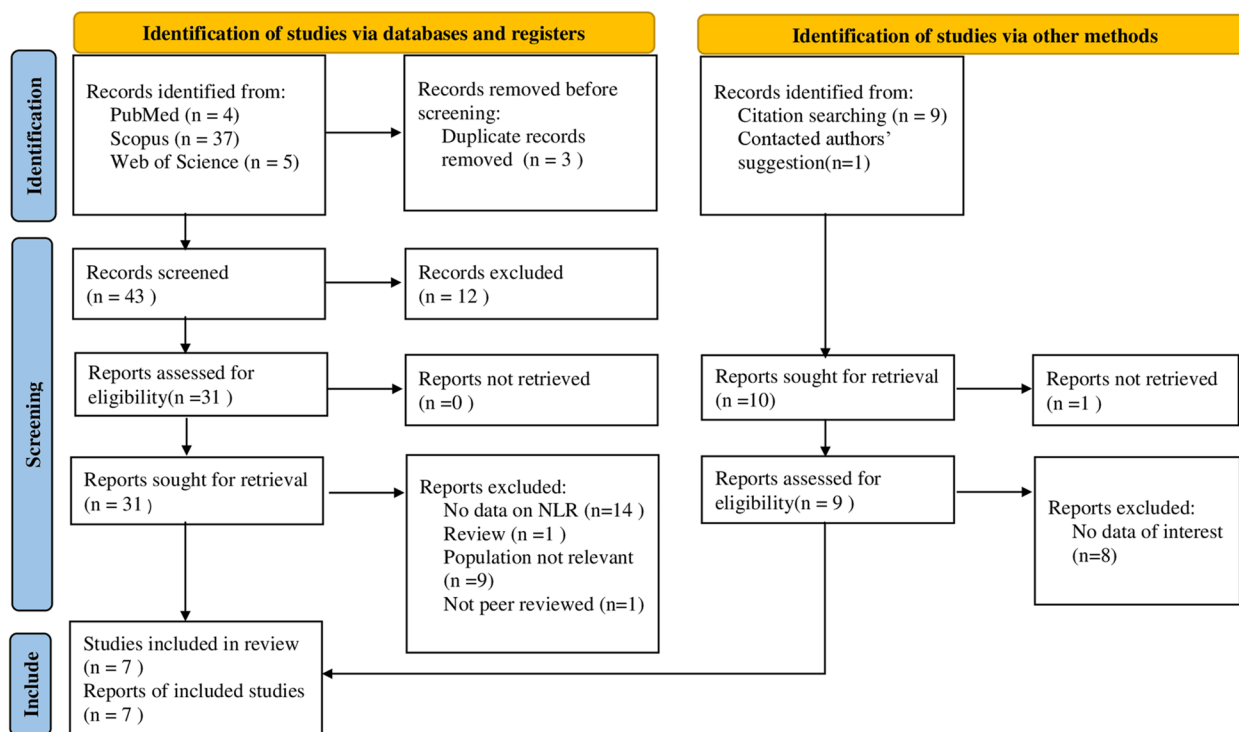 Identification of studies via databases and registers
Identification of studies via other methods
Identification
Records identified from:
PubMed (n = 4)
Scopus (n = 37)
Web of Science (n = 5)
Records removed before
screening:
Duplicate records
removed (n = 3 )
Records identified from:
Citation searching (n = 9)
Contacted authors’
suggestion(n=1)
Screening
Records screened
(n = 43 )
Records excluded
(n = 12 )
Reports assessed for
eligibility(n =31 )
Reports not retrieved
(n =0 )
Reports sought for retrieval
(n =10)
Reports not retrieved
(n =1 )
Reports sought for retrieval
(n = 31 )
Reports excluded:
No data on NLR (n=14 )
Review (n =1 )
Population not relevant
(n =9)
Not peer reviewed (n=1)
Reports assessed for
eligibility(n = 9 )
Reports excluded:
No data of interest
(n=8)
Include
Studies included in review
(n = 7 )
Reports of included studies
(n = 7 )